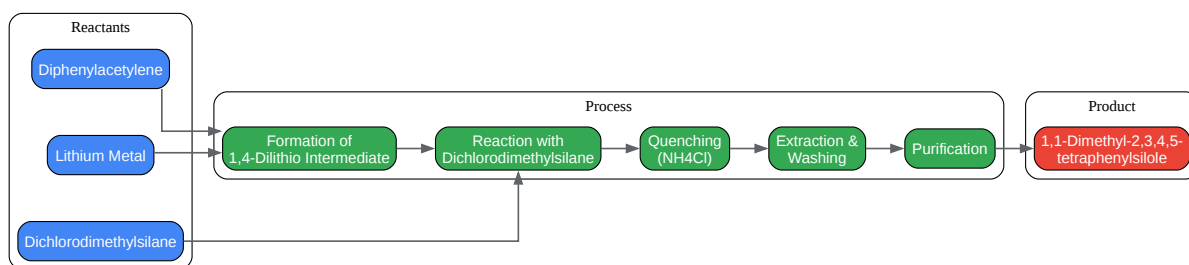 Reactants
Diphenylacetylene
Lithium Metal
Dichlorodimethylsilane
Process
Formation of
1,4-Dilithio Intermediate
Reaction with
Dichlorodimethylsilane
Quenching
(NH4Cl)
Extraction &
Washing
Purification
Product
1,1-Dimethyl-2,3,4,5-
tetraphenylsilole